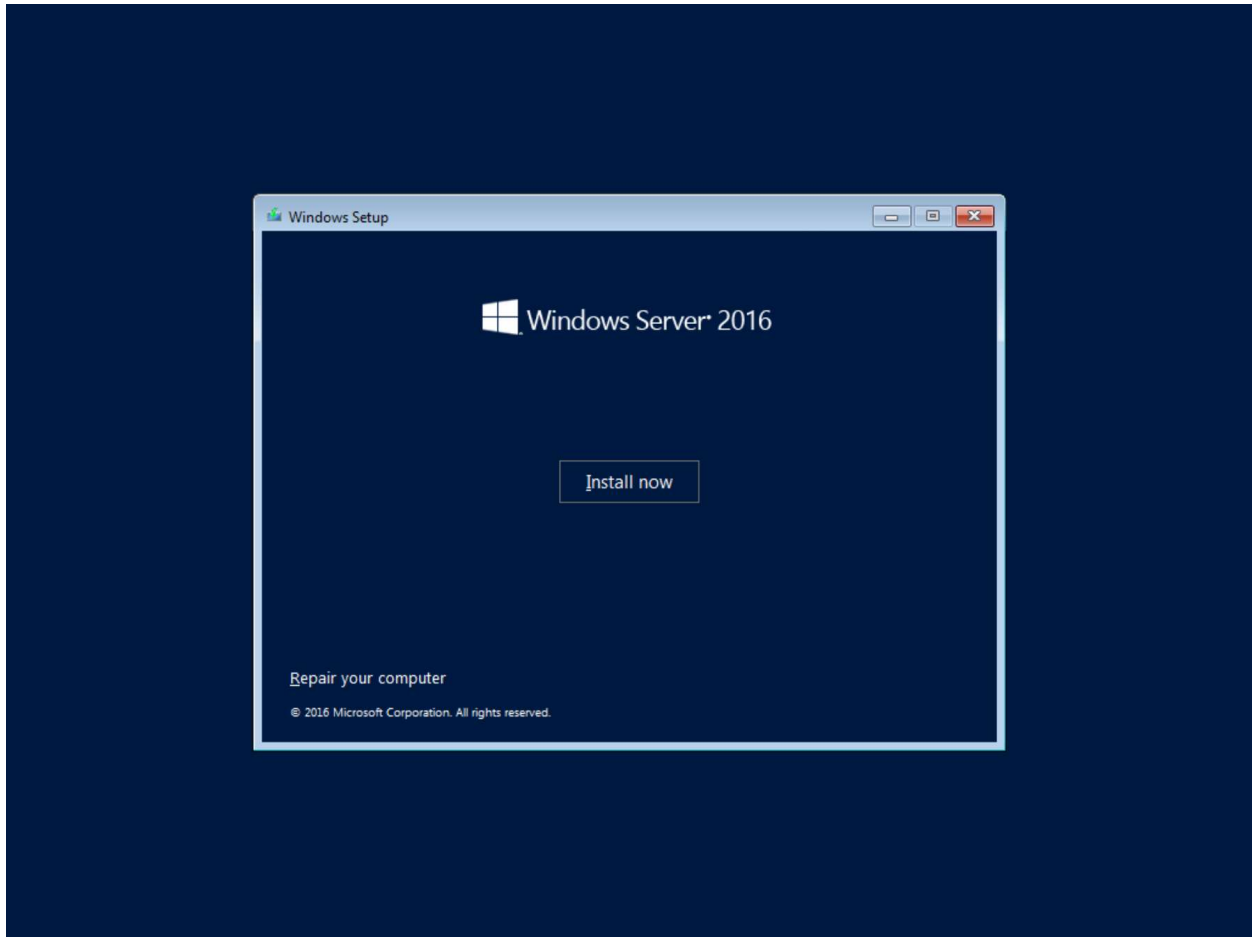 Windows Setup
Windows Server 2016
Install now
Repair your computer
© 2016 Microsoft Corporation. All rights reserved.